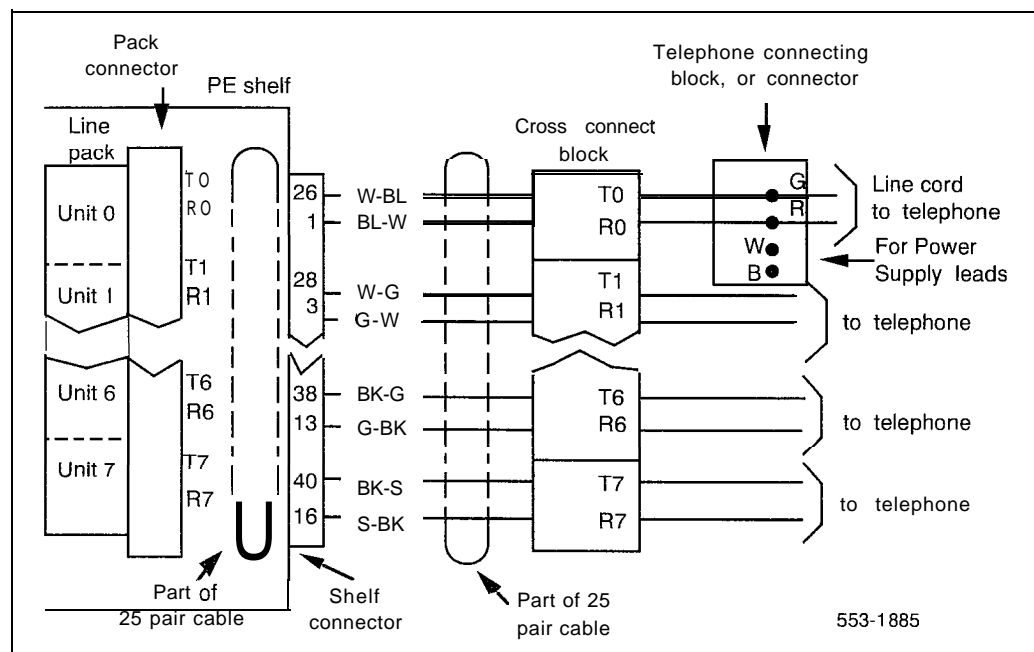 Pack
connector
PE shelf
Telephone connecting
block, or connector
Line
pack
Cross connect
block
T0
R0
Unit 0
T1
R1
Unit 1
T6
R6
Unit 6
T7
R7
Unit 7
26 W-BL
1 BL-W
28 W-G
3 G-W
38 BK-G
13 G-BK
40 BK-S
16 S-BK
T0
R0
T1
R1
T6
R6
T7
R7
G
R
W
B
Line cord
to telephone
For Power
Supply leads
to telephone
to telephone
to telephone
Part of
25 pair cable
Shelf
connector
Part of 25
pair cable
553-1885